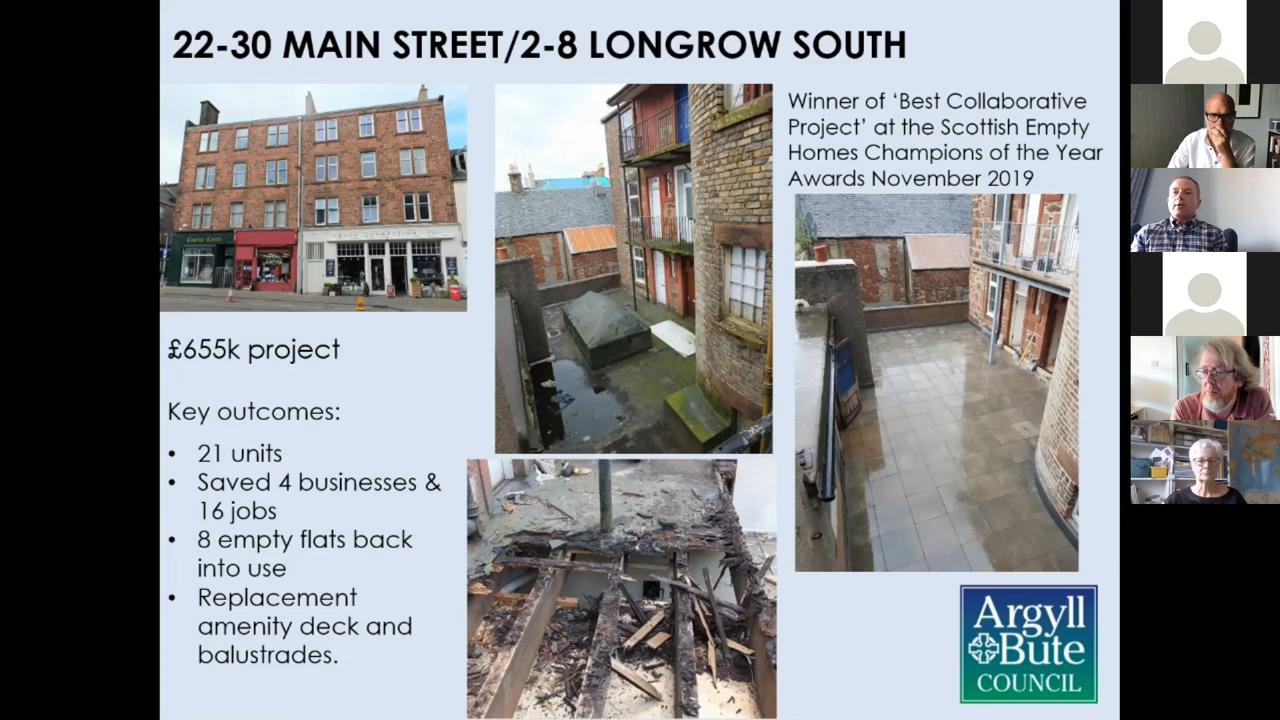 22-30 MAIN STREET/2-8 LONGROW SOUTH
Winner of ‘Best Collaborative
Project’ at the Scottish Empty
Homes Champions of the Year
Awards November 2019
£655k project
Key outcomes:
• 21 units
• Saved 4 businesses &
16 jobs
• 8 empty flats back
into use
• Replacement
amenity deck and
balustrades.
Argyll
Bute
COUNCIL